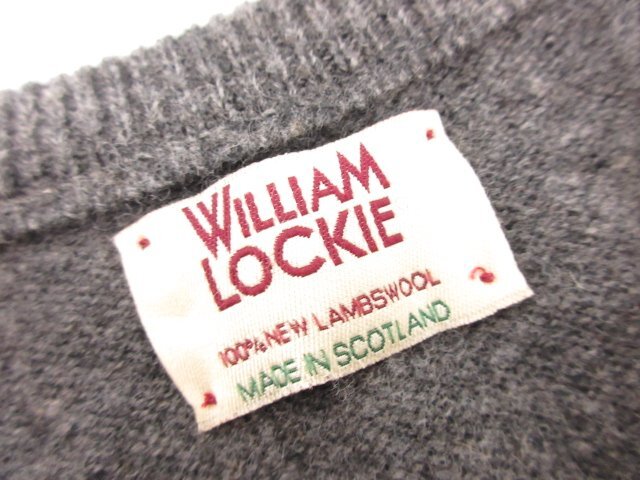 WILLIAM
LOCKIE
100% NEW LAMBSWOOL
MADE IN SCOTLAND